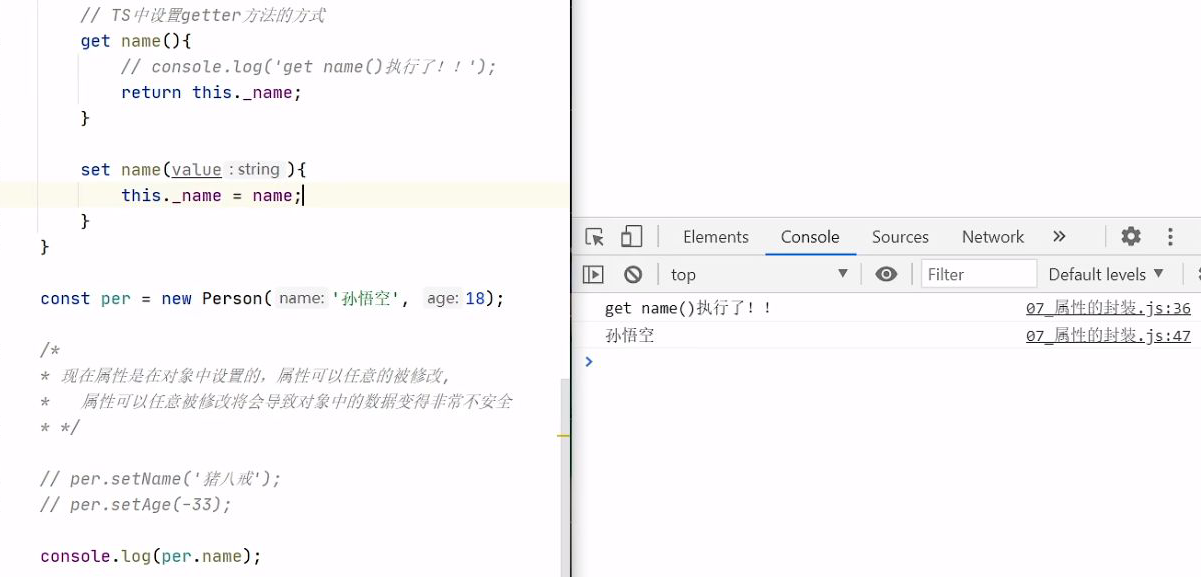 // TS中设置getter方法的方式
get name(){
// console.log('get name()执行了！！');
return this._name;
}
set name(value : string ){
this._name = name;
}
}
const per = new Person( name: '孙悟空', age: 18);
/*
* 现在属性是在对象中设置的，属性可以任意的被修改,
* 属性可以任意被修改将会导致对象中的数据变得非常不安全
* */
// per.setName('猪八戒');
// per.setAge(-33);
console.log(per.name);
Elements Console Sources Network »
top Filter Default levels
get name()执行了！！ 07_属性的封装.js:36
孙悟空 07_属性的封装.js:47
>